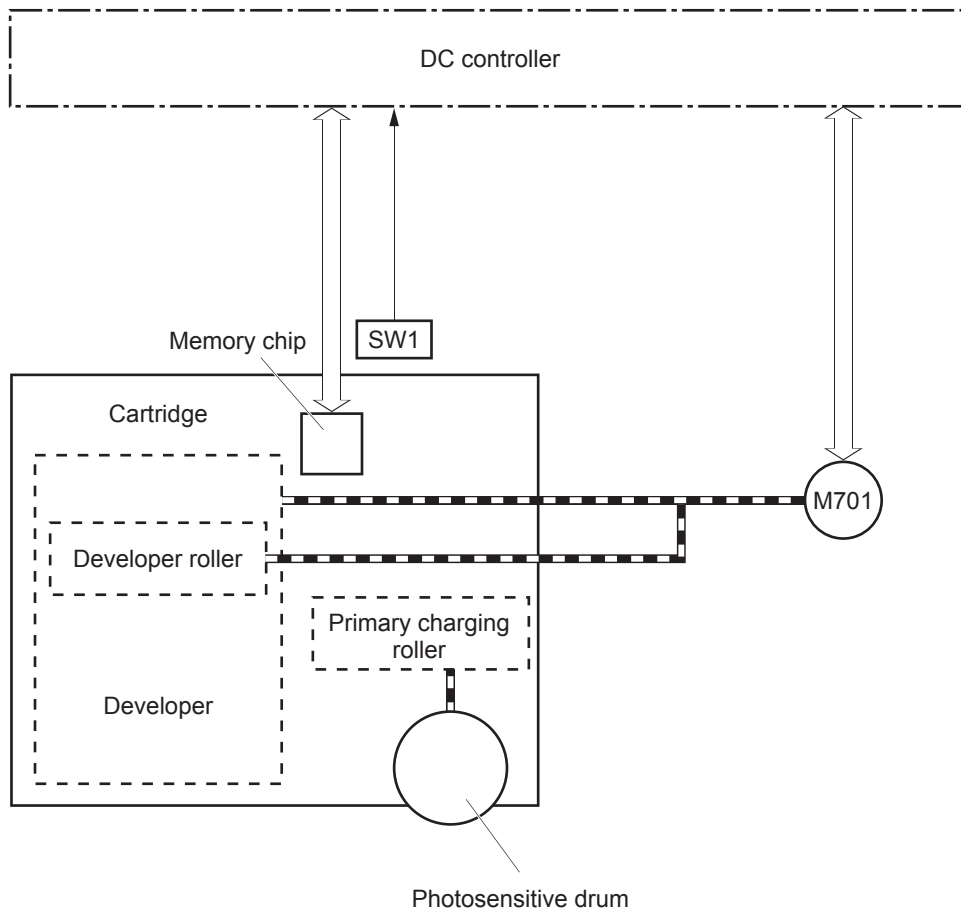 DC controller
Memory chip
SW1
Cartridge
M701
Developer roller
Primary charging
roller
Developer
Photosensitive drum